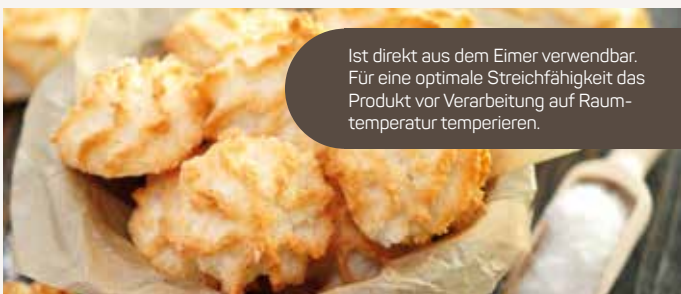 Ist direkt aus dem Eimer verwendbar.
Für eine optimale Streichfähigkeit das
Produkt vor Verarbeitung auf Raum-
temperatur temperieren.